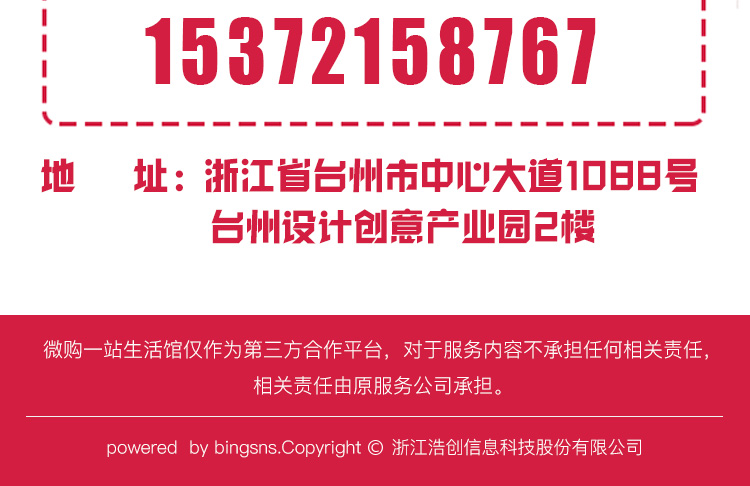 15372158767
地 址：浙江省台州市中心大道1088号
台州设计创意产业园2楼
微购一站生活馆仅作为第三方合作平台，对于服务内容不承担任何相关责任，
相关责任由原服务公司承担。
powered by bingsns.Copyright © 浙江浩创信息科技股份有限公司